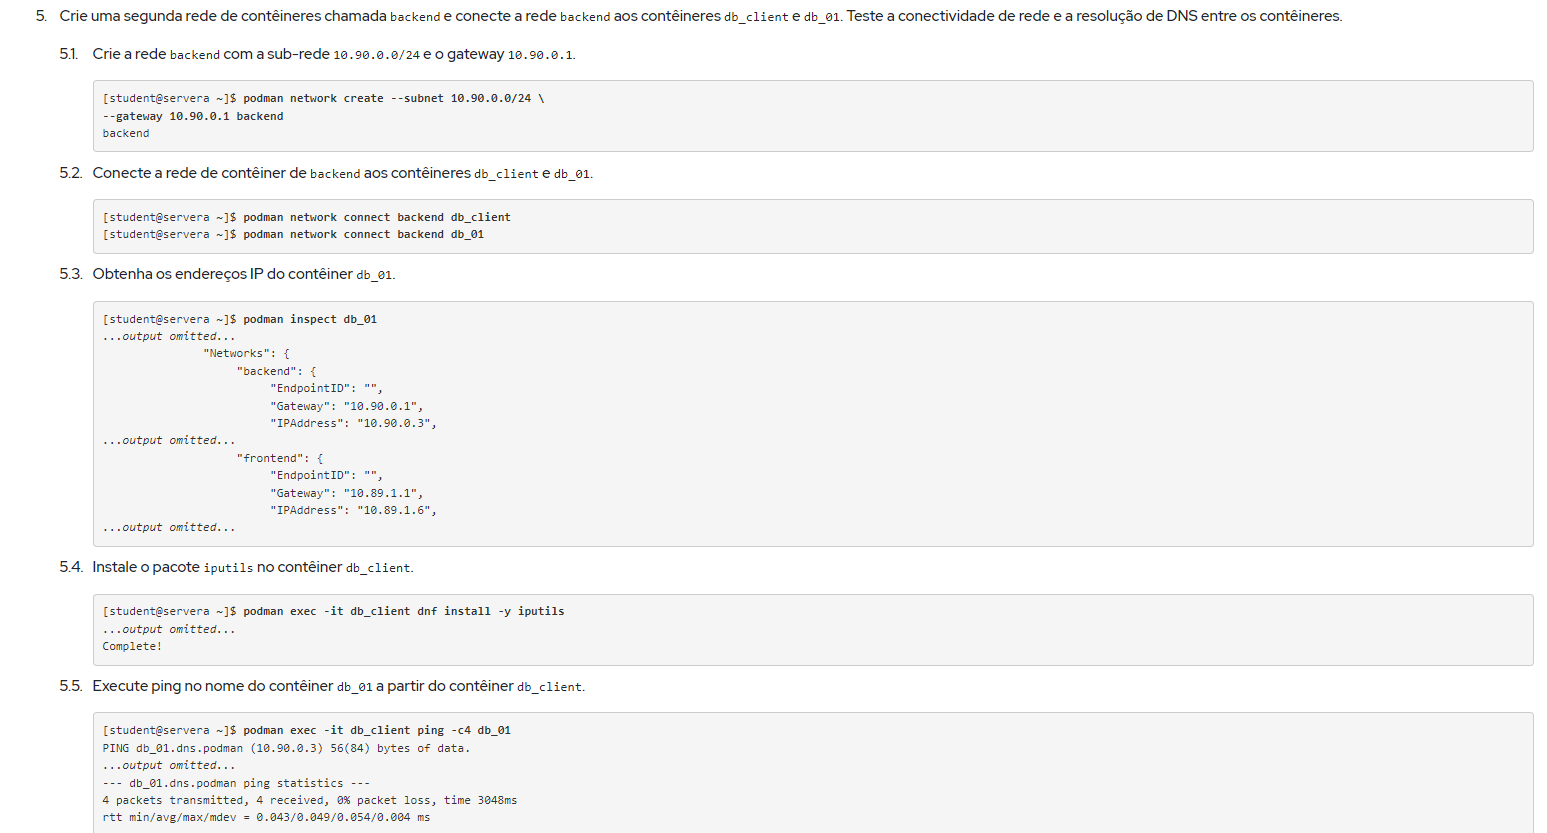 5. Crie uma segunda rede de contêineres chamada backend e conecte a rede backend aos contêineres db_client e db_01. Teste a conectividade de rede e a resolução de DNS entre os contêineres.
5.1. Crie a rede backend com a sub-rede 10.90.0.0/24 e o gateway 10.90.0.1.
[student@servera ~]$ podman network create --subnet 10.90.0.0/24 \
--gateway 10.90.0.1 backend
backend
5.2. Conecte a rede de contêiner de backend aos contêineres db_client e db_01.
[student@servera ~]$ podman network connect backend db_client
[student@servera ~]$ podman network connect backend db_01
5.3. Obtenha os endereços IP do contêiner db_01.
[student@servera ~]$ podman inspect db_01
...output omitted...
"Networks": {
"backend": {
"EndpointID": "",
"Gateway": "10.90.0.1",
"IPAddress": "10.90.0.3",
...output omitted...
"frontend": {
"EndpointID": "",
"Gateway": "10.89.1.1",
"IPAddress": "10.89.1.6",
...output omitted...
5.4. Instale o pacote iputils no contêiner db_client.
[student@servera ~]$ podman exec -it db_client dnf install -y iputils
...output omitted...
Complete!
5.5. Execute ping no nome do contêiner db_01 a partir do contêiner db_client.
[student@servera ~]$ podman exec -it db_client ping -c4 db_01
PING db_01.dns.podman (10.90.0.3) 56(84) bytes of data.
...output omitted...
--- db_01.dns.podman ping statistics ---
4 packets transmitted, 4 received, 0% packet loss, time 3048ms
rtt min/avg/max/mdev = 0.043/0.049/0.054/0.004 ms